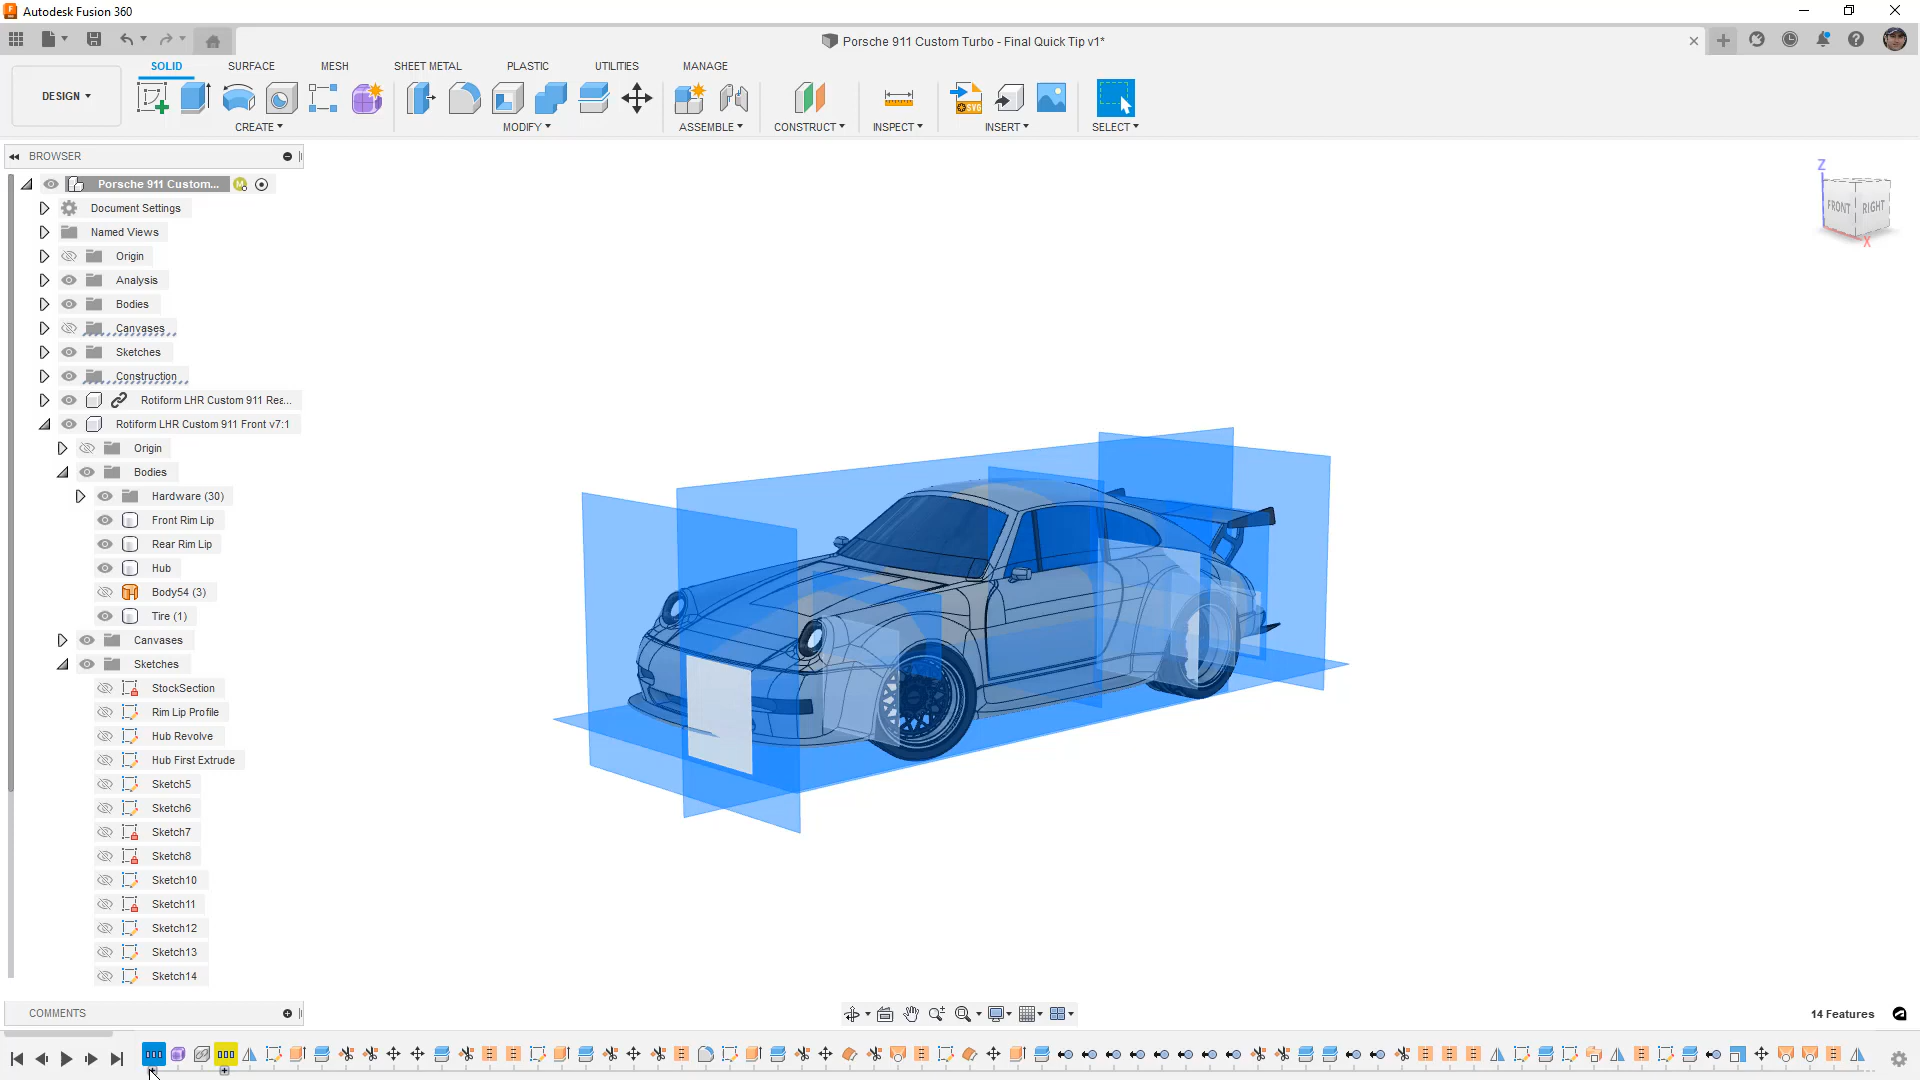 Autodesk Fusion 360
Porsche 911 Custom Turbo - Final Quick Tip v1*
DESIGN
SOLID
SURFACE
MESH
SHEET METAL
PLASTIC
UTILITIES
MANAGE
CREATE
MODIFY
ASSEMBLE
CONSTRUCT
INSPECT
INSERT
SELECT
BROWSER
Porsche 911 Custom...
Document Settings
Named Views
Origin
Analysis
Bodies
Canvases
Sketches
Construction
Rotiform LHR Custom 911 Rea...
Rotiform LHR Custom 911 Front v7:1
Origin
Bodies
Hardware (30)
Front Rim Lip
Rear Rim Lip
Hub
Body54 (3)
Tire (1)
Canvases
Sketches
StockSection
Rim Lip Profile
Hub Revolve
Hub First Extrude
Sketch5
Sketch6
Sketch7
Sketch8
Sketch10
Sketch11
Sketch12
Sketch13
Sketch14
Z
FRONT
RIGHT
X
COMMENTS
14 Features